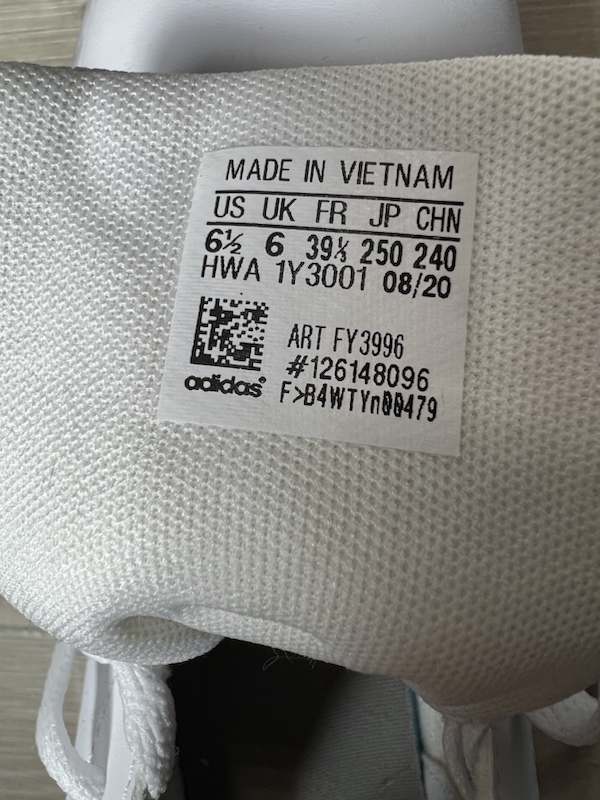 MADE IN VIETNAM
US UK FR JP CHN
6½ 6 39⅓ 250 240
HWA 1Y3001 08/20
ART FY3996
#126148096
adidas®
F>B4WTYn00479